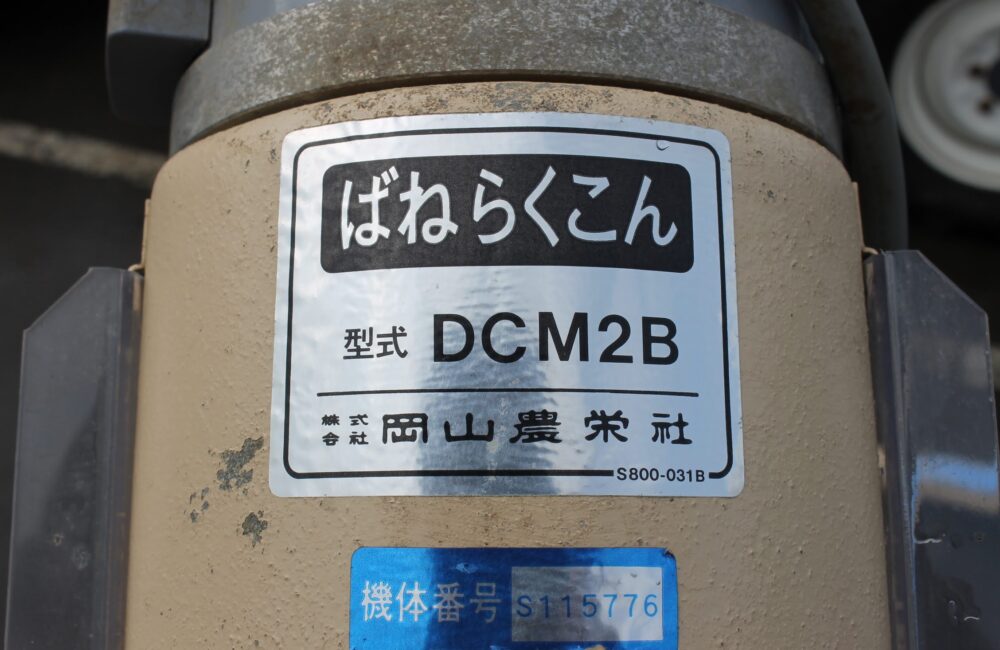 ばねらくこん
型式 DCM2B
株式会社 岡山農栄社
S800-031B
機体番号 S115776